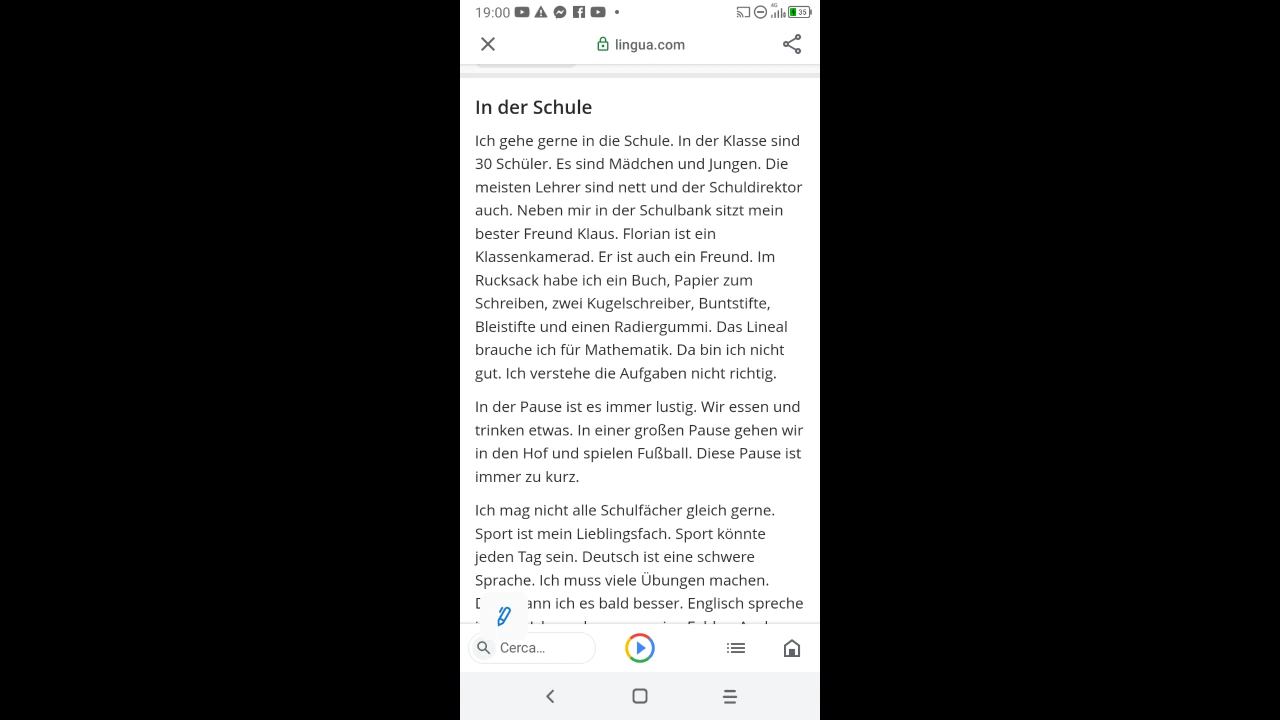 19:00
4G
35
lingua.com
In der Schule
Ich gehe gerne in die Schule. In der Klasse sind
30 Schüler. Es sind Mädchen und Jungen. Die
meisten Lehrer sind nett und der Schuldirektor
auch. Neben mir in der Schulbank sitzt mein
bester Freund Klaus. Florian ist ein
Klassenkamerad. Er ist auch ein Freund. Im
Rucksack habe ich ein Buch, Papier zum
Schreiben, zwei Kugelschreiber, Buntstifte,
Bleistifte und einen Radiergummi. Das Lineal
brauche ich für Mathematik. Da bin ich nicht
gut. Ich verstehe die Aufgaben nicht richtig.
In der Pause ist es immer lustig. Wir essen und
trinken etwas. In einer großen Pause gehen wir
in den Hof und spielen Fußball. Diese Pause ist
immer zu kurz.
Ich mag nicht alle Schulfächer gleich gerne.
Sport ist mein Lieblingsfach. Sport könnte
jeden Tag sein. Deutsch ist eine schwere
Sprache. Ich muss viele Übungen machen.
ich es bald besser. Englisch spreche
Cerca...